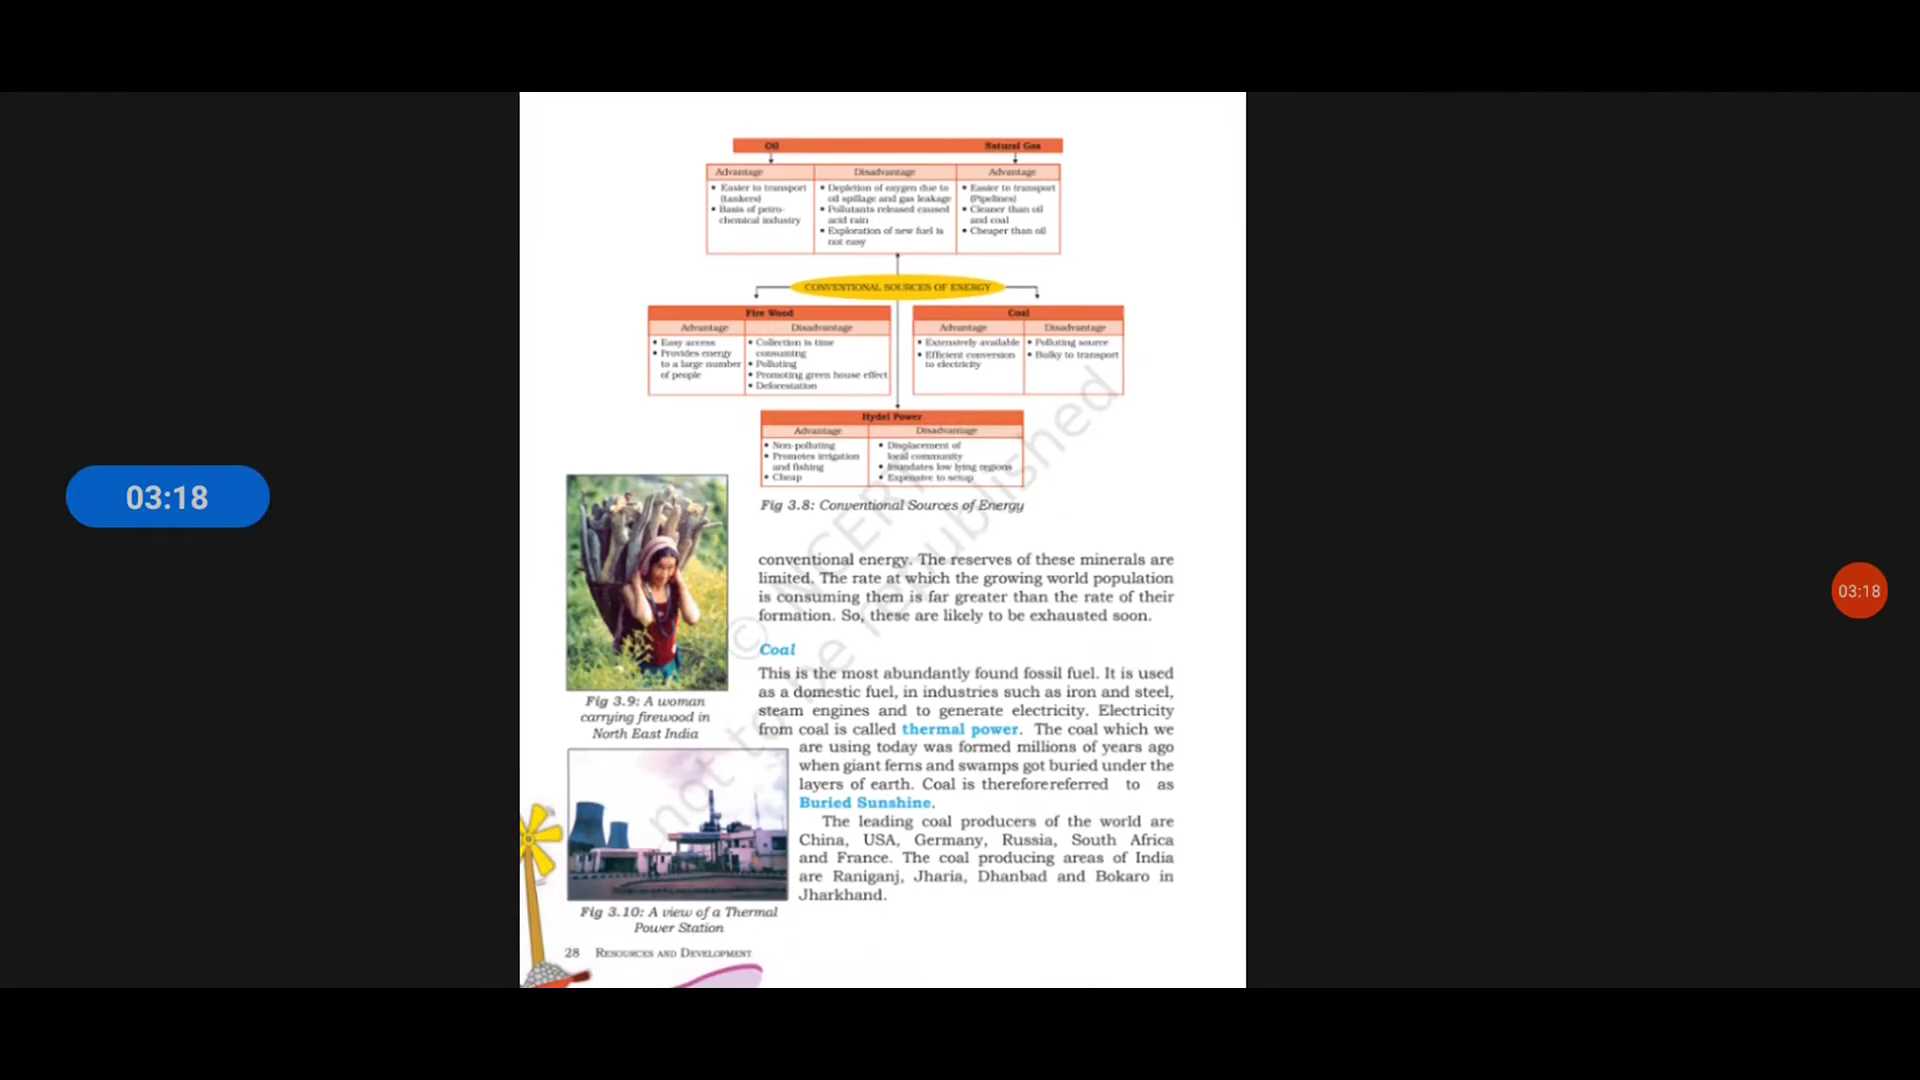 Oil
Natural Gas
Advantage
• Easier to transport
(tankers)
• Basis of petro-
chemical industry
Disadvantage
• Depletion of oxygen due to
oil spillage and gas leakage
• Pollutants released caused
acid rain
• Exploration of new fuel is
not easy
Advantage
• Easier to transport
(Pipelines)
• Cleaner than oil
and coal
• Cheaper than oil
CONVENTIONAL SOURCES OF ENERGY
Fire Wood
Advantage
• Easy access
• Provides energy
to a large number
of people
Disadvantage
• Collection is time
consuming
• Polluting
• Promoting green house effect
• Deforestation
Coal
Advantage
• Extensively available
• Efficient conversion
to electricity
Disadvantage
• Polluting source
• Bulky to transport
Hydel Power
Advantage
• Non-polluting
• Promotes irrigation
and fishing
• Cheap
Disadvantage
• Displacement of
local community
• Inundates low lying regions
• Expensive to setup
Fig 3.8: Conventional Sources of Energy
03:18
03:18
conventional energy. The reserves of these minerals are
limited. The rate at which the growing world population
is consuming them is far greater than the rate of their
formation. So, these are likely to be exhausted soon.
Coal
This is the most abundantly found fossil fuel. It is used
as a domestic fuel, in industries such as iron and steel,
steam engines and to generate electricity. Electricity
from coal is called thermal power. The coal which we
are using today was formed millions of years ago
when giant ferns and swamps got buried under the
layers of earth. Coal is therefore referred to as
Buried Sunshine.
The leading coal producers of the world are
China, USA, Germany, Russia, South Africa
and France. The coal producing areas of India
are Raniganj, Jharia, Dhanbad and Bokaro in
Jharkhand.
Fig 3.9: A woman
carrying firewood in
North East India
Fig 3.10: A view of a Thermal
Power Station
28 RESOURCES AND DEVELOPMENT
© NCERT
not to be republished